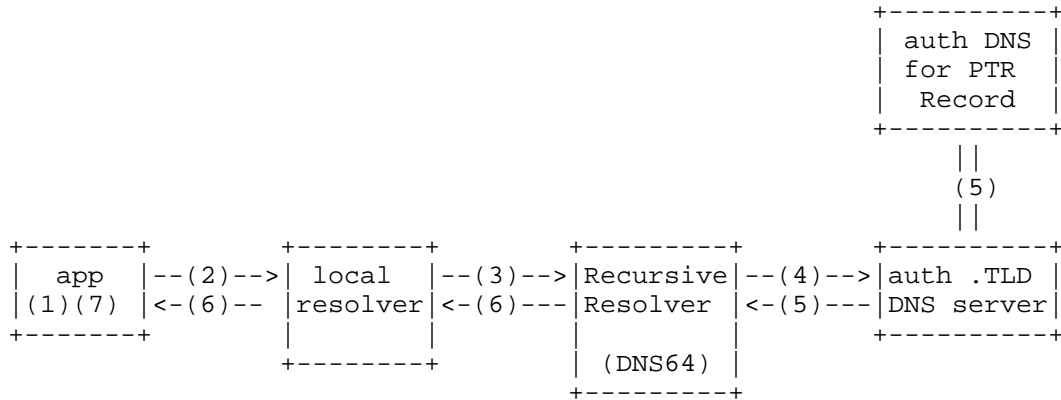 +----------+
                                                              | auth DNS |
                                                              | for PTR  |
                                                              |  Record  |
                                                              +----------+
                                                                   ||
                                                                   (5)
                                                                   ||
+-------+         +--------+         +---------+         +----------+
|  app  |--(2)-->| local  |--(3)-->|Recursive|--(4)-->|auth .TLD |
|(1)(7) |<-(6)-- |resolver|<-(6)---|Resolver |<-(5)---|DNS server|
+-------+         |        |         |         |         +----------+
                  +--------+         | (DNS64) |
                                     +---------+